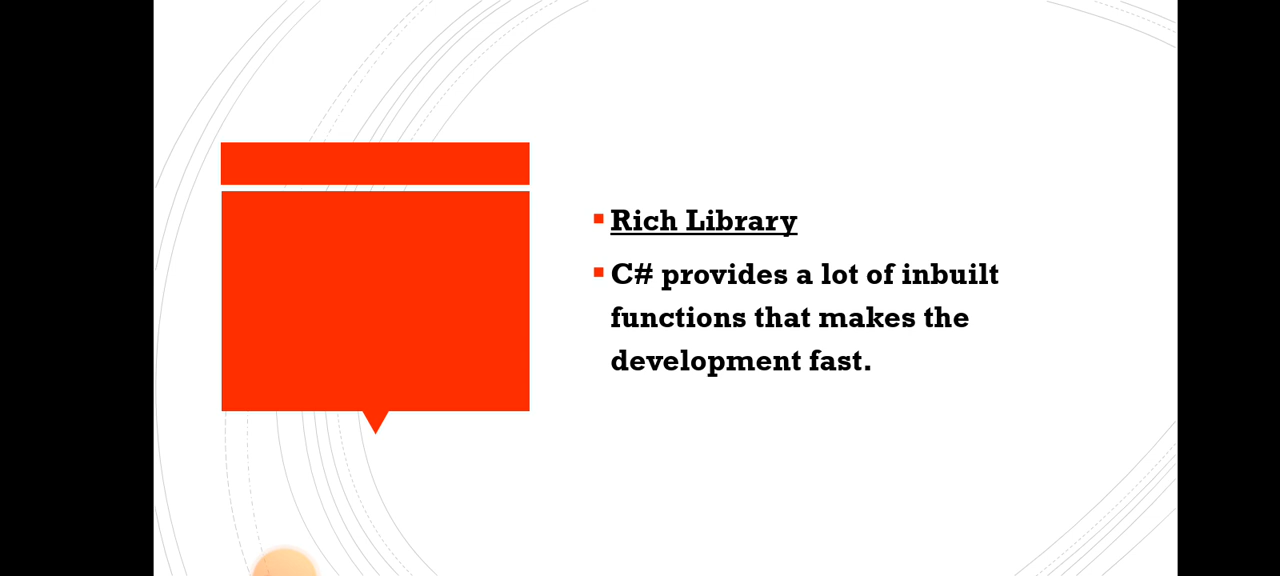 Rich Library
C# provides a lot of inbuilt
functions that makes the
development fast.